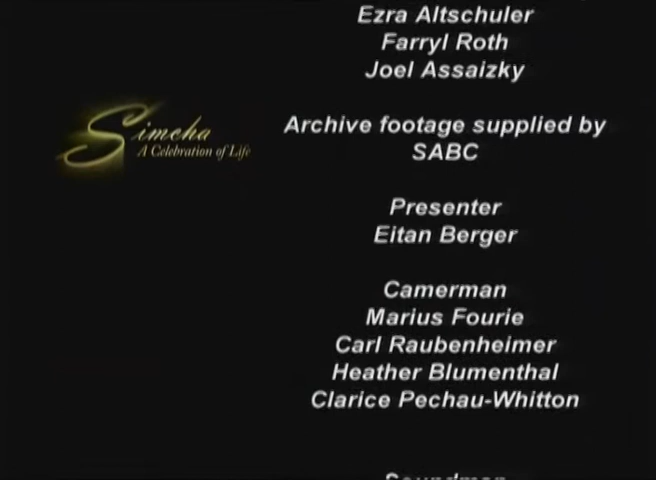 Ezra Altschuler
Farryl Roth
Joel Assaizky
Simcha
A Celebration of Life
Archive footage supplied by
SABC
Presenter
Eitan Berger
Camerman
Marius Fourie
Carl Raubenheimer
Heather Blumenthal
Clarice Pechau-Whitton